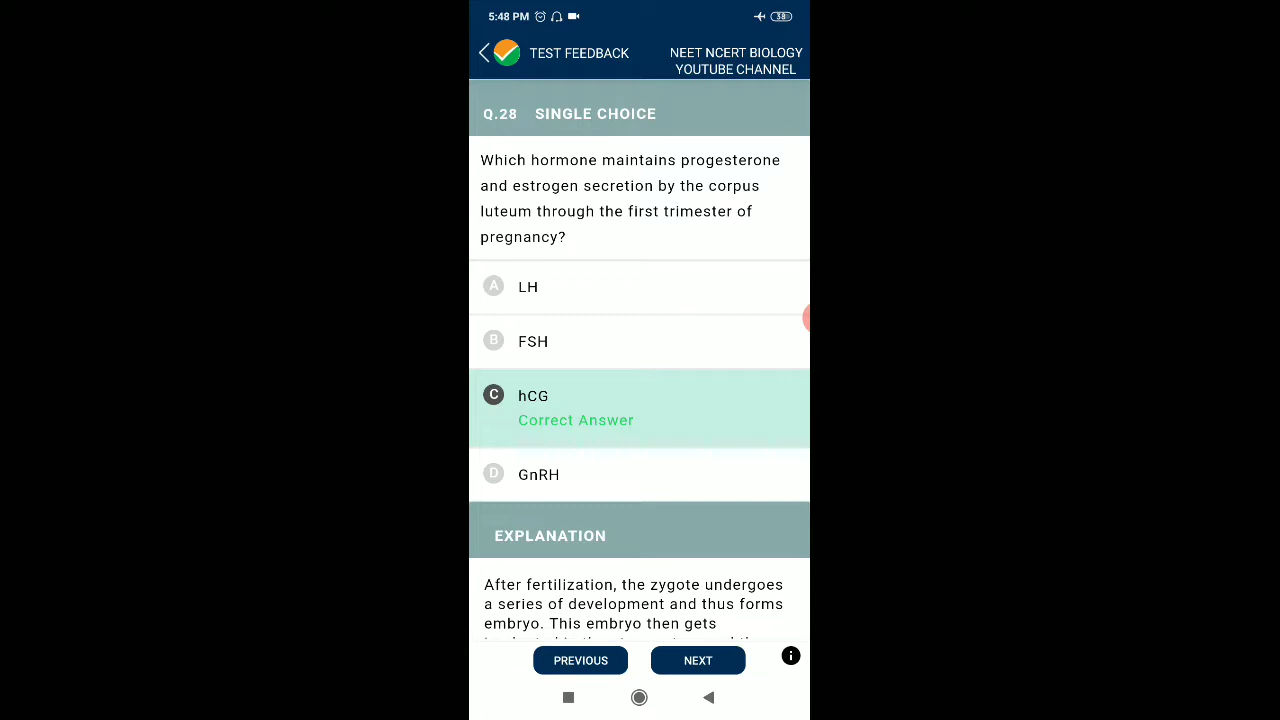 5:48 PM
38
TEST FEEDBACK
NEET NCERT BIOLOGY
YOUTUBE CHANNEL
Q.28 SINGLE CHOICE
Which hormone maintains progesterone
and estrogen secretion by the corpus
luteum through the first trimester of
pregnancy?
A LH
B FSH
C hCG
Correct Answer
D GnRH
EXPLANATION
After fertilization, the zygote undergoes
a series of development and thus forms
embryo. This embryo then gets
PREVIOUS NEXT